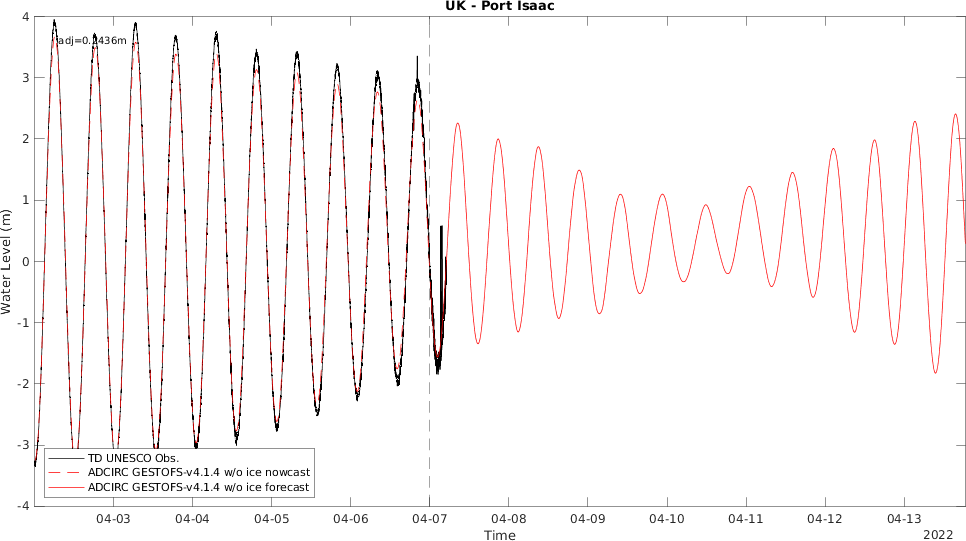 UK - Port Isaac
adj=0.2436m
Water Level (m)
4
3
2
1
0
-1
-2
-3
-4
TD UNESCO Obs.
ADCIRC GESTOFS-v4.1.4 w/o ice nowcast
ADCIRC GESTOFS-v4.1.4 w/o ice forecast
04-03 04-04 04-05 04-06 04-07 04-08 04-09 04-10 04-11 04-12 04-13
Time
2022